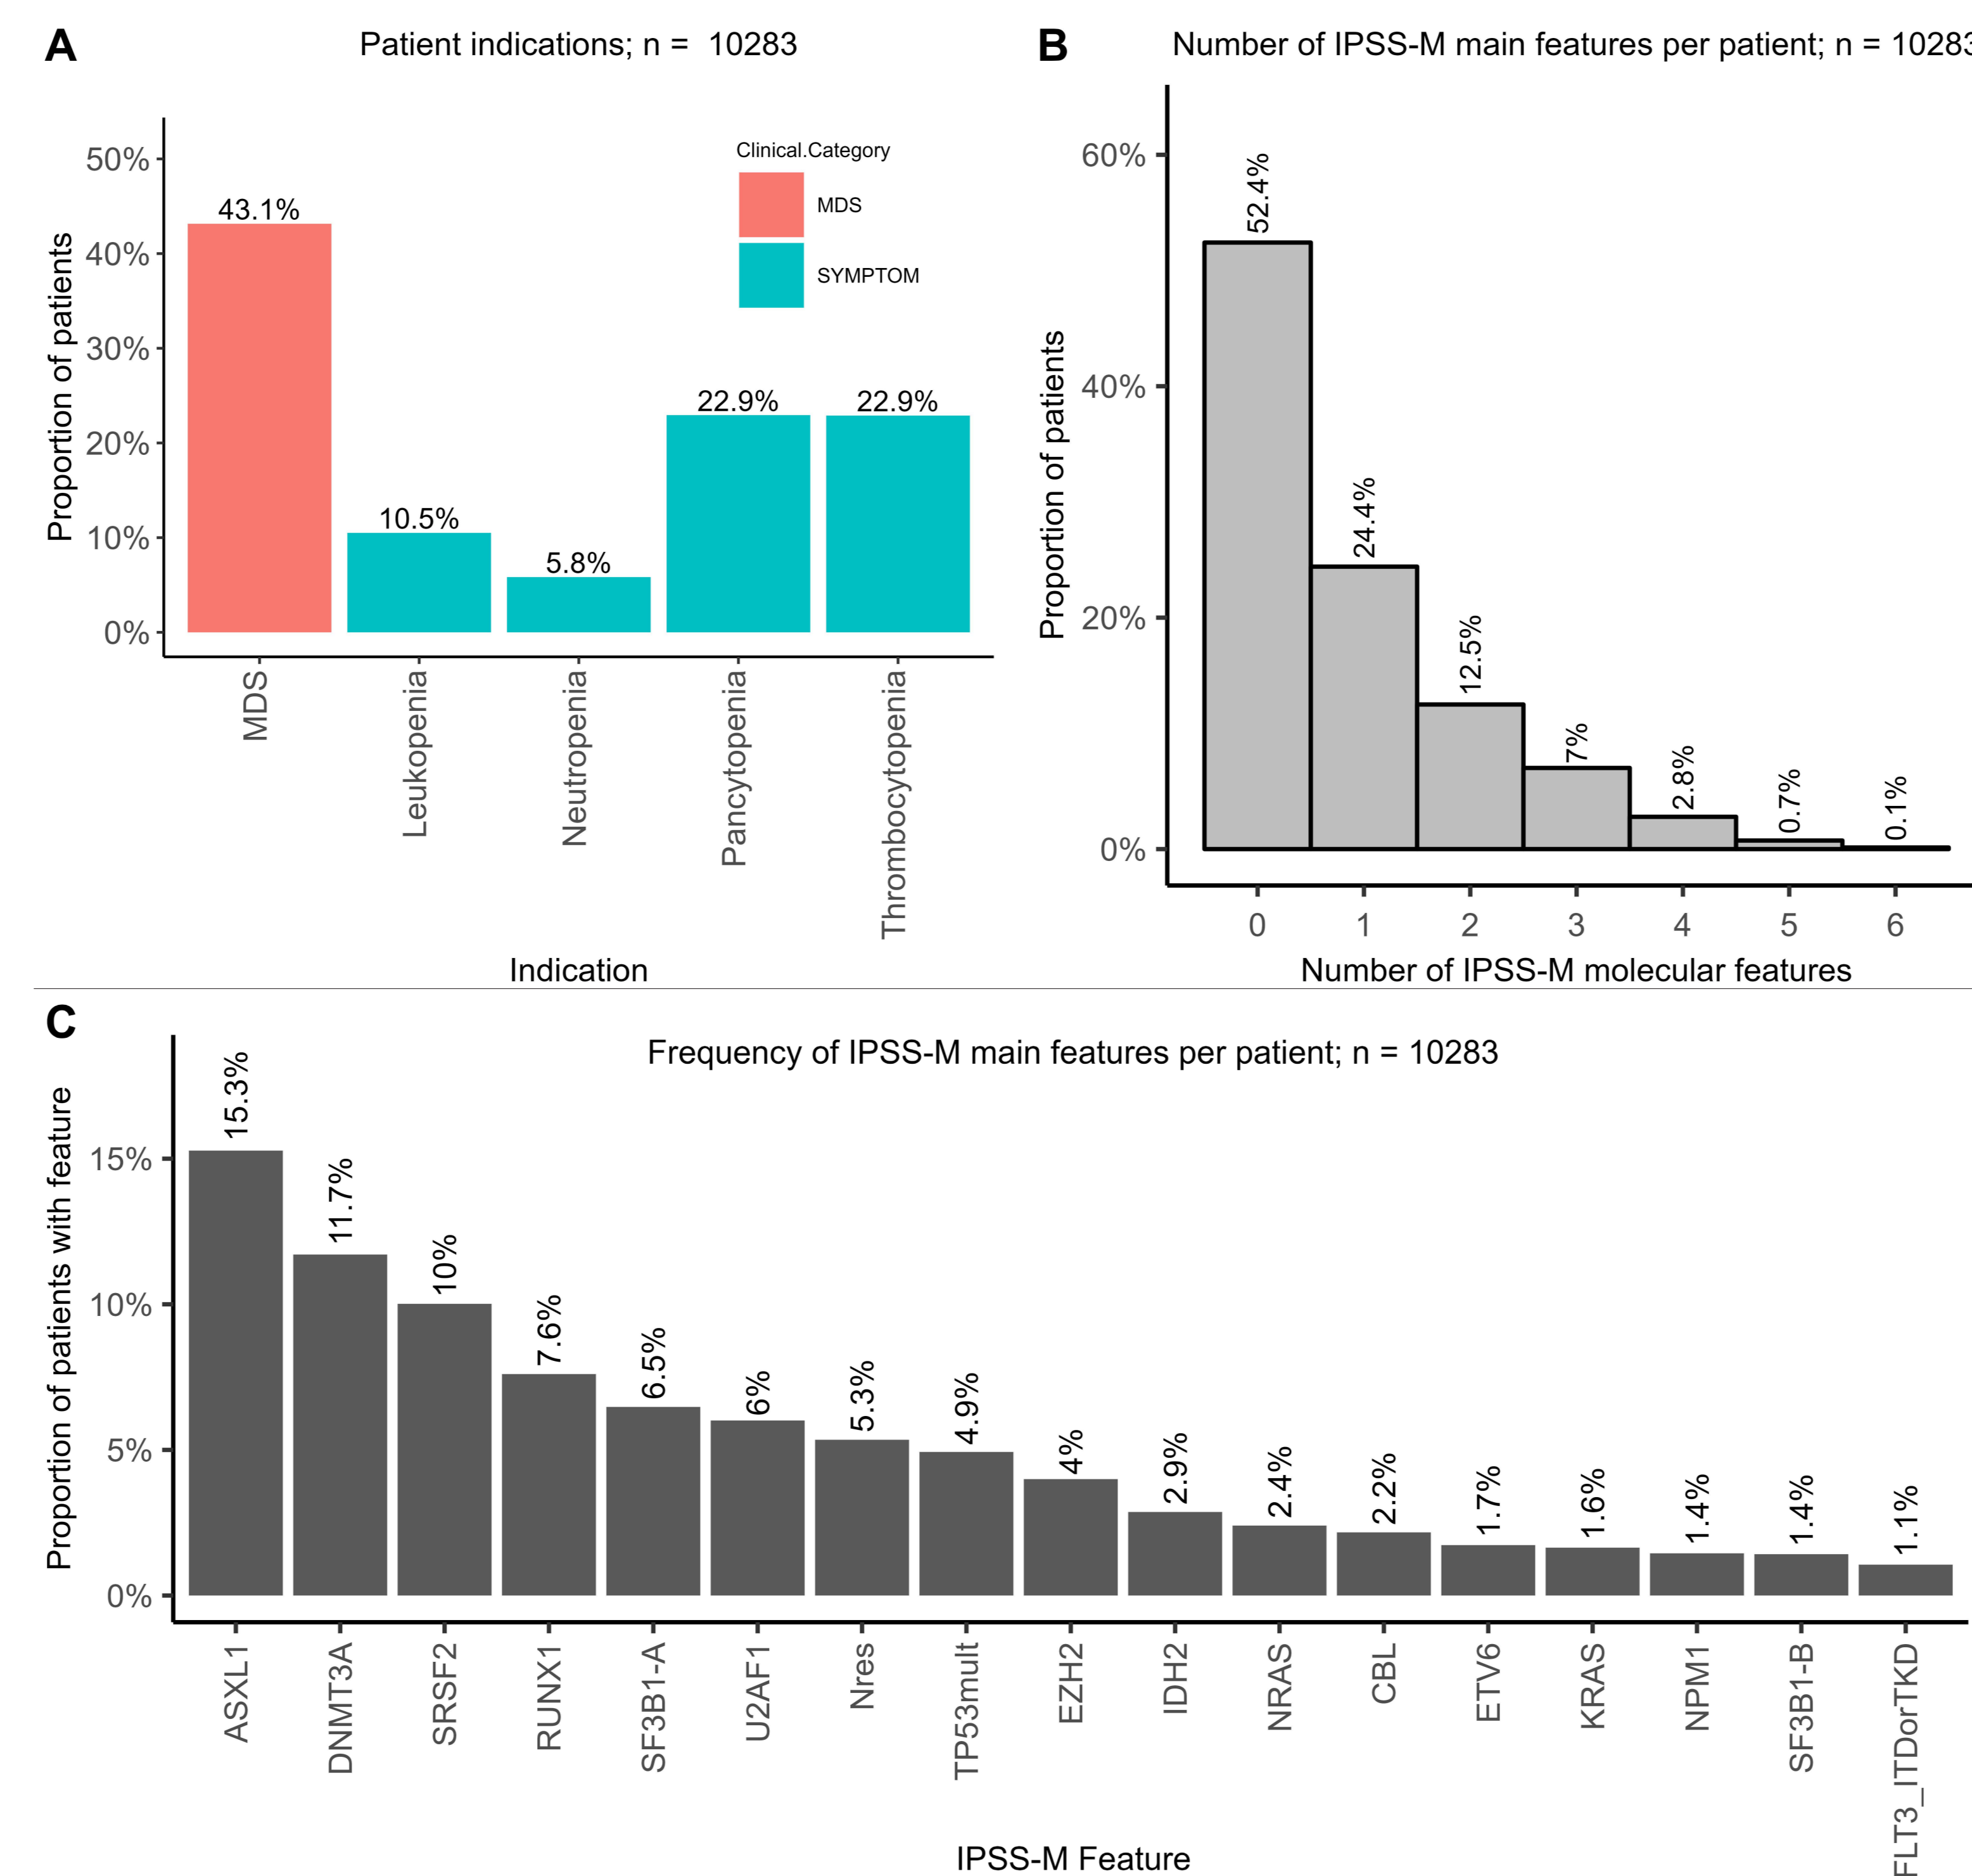 A
Patient indications; n =  10283
Proportion of patients
50%
40%
30%
20%
10%
0%
Clinical.Category
MDS
SYMPTOM
43.1%
10.5%
5.8%
22.9%
22.9%
MDS
Leukopenia
Neutropenia
Pancytopenia
Thrombocytopenia
Indication
B
Number of IPSS-M main features per patient; n = 10283
Proportion of patients
60%
40%
20%
0%
52.4%
24.4%
12.5%
7%
2.8%
0.7%
0.1%
0
1
2
3
4
5
6
Number of IPSS-M molecular features
C
Frequency of IPSS-M main features per patient; n = 10283
Proportion of patients with feature
15%
10%
5%
0%
15.3%
11.7%
10%
7.6%
6.5%
6%
5.3%
4.9%
4%
2.9%
2.4%
2.2%
1.7%
1.6%
1.4%
1.4%
1.1%
ASXL1
DNMT3A
SRSF2
RUNX1
SF3B1-A
U2AF1
Nres
TP53mult
EZH2
IDH2
NRAS
CBL
ETV6
KRAS
NPM1
SF3B1-B
FLT3_ITDorTKD
IPSS-M Feature